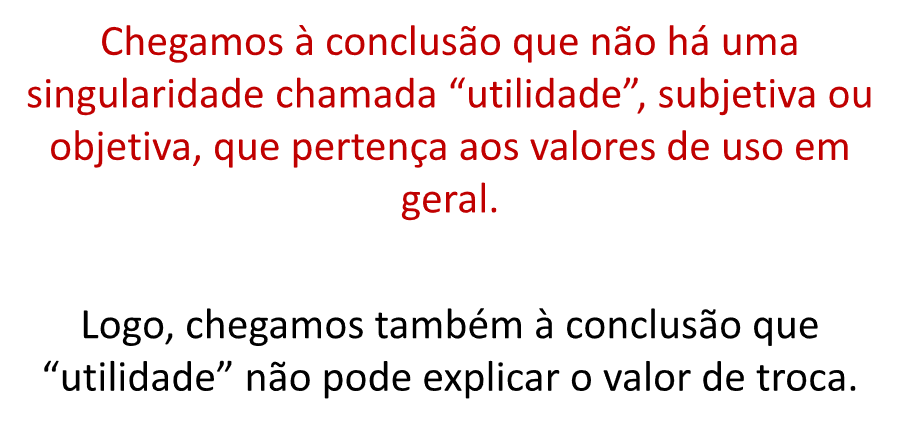 Chegamos à conclusão que não há uma
singularidade chamada “utilidade”, subjetiva ou
objetiva, que pertença aos valores de uso em
geral.
Logo, chegamos também à conclusão que
“utilidade” não pode explicar o valor de troca.